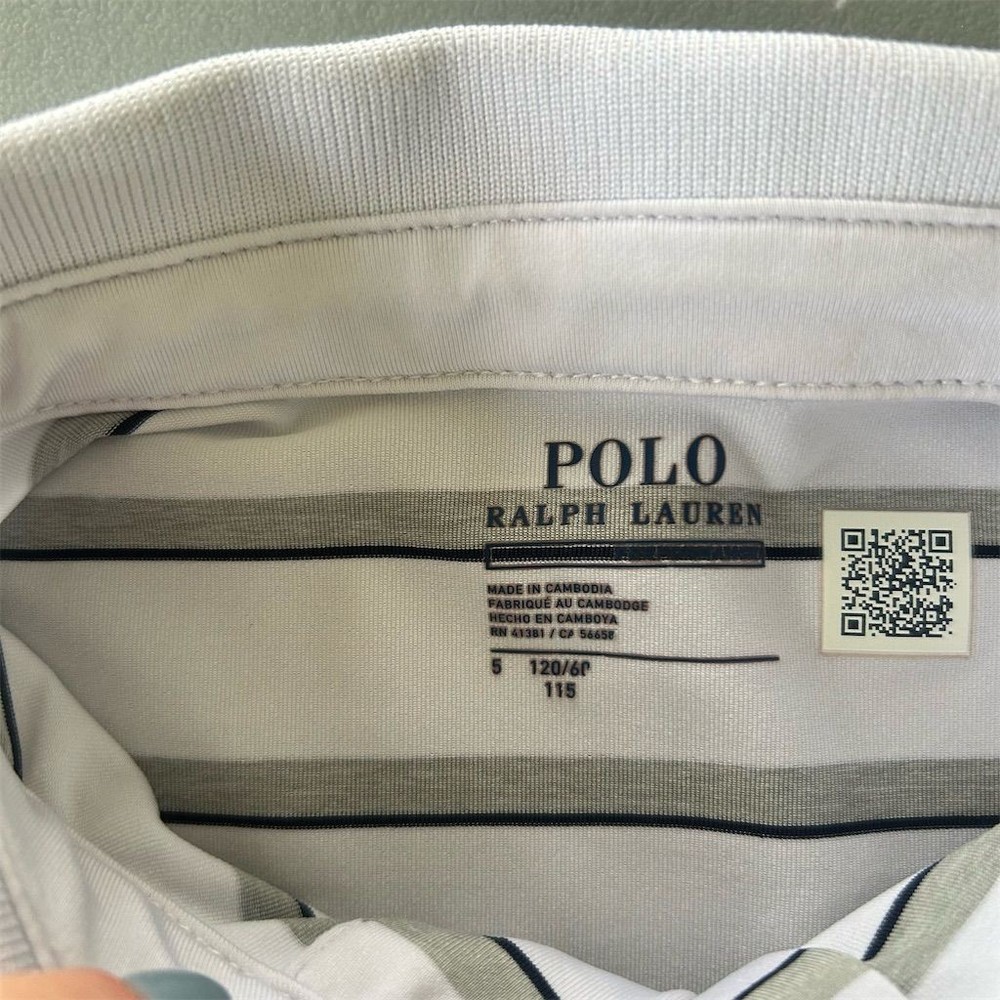 POLO
RALPH LAUREN
MADE IN CAMBODIA
FABRIQUÉ AU CAMBODGE
HECHO EN CAMBOYA
RN 41381 / CA 56658
5 120/60
115